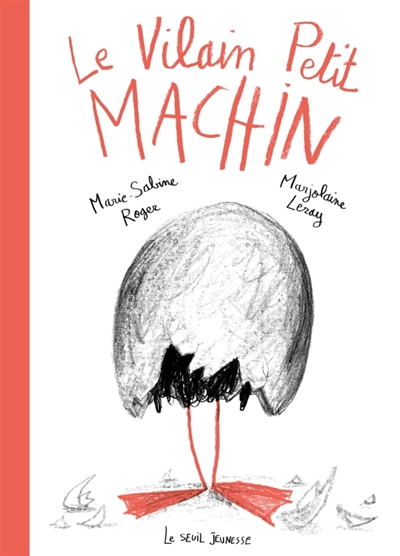 Le Vilain Petit
MACHIN
Marie-Sabine
Roger
Marjolaine
Leray
Le SEUIL JEUNESSE